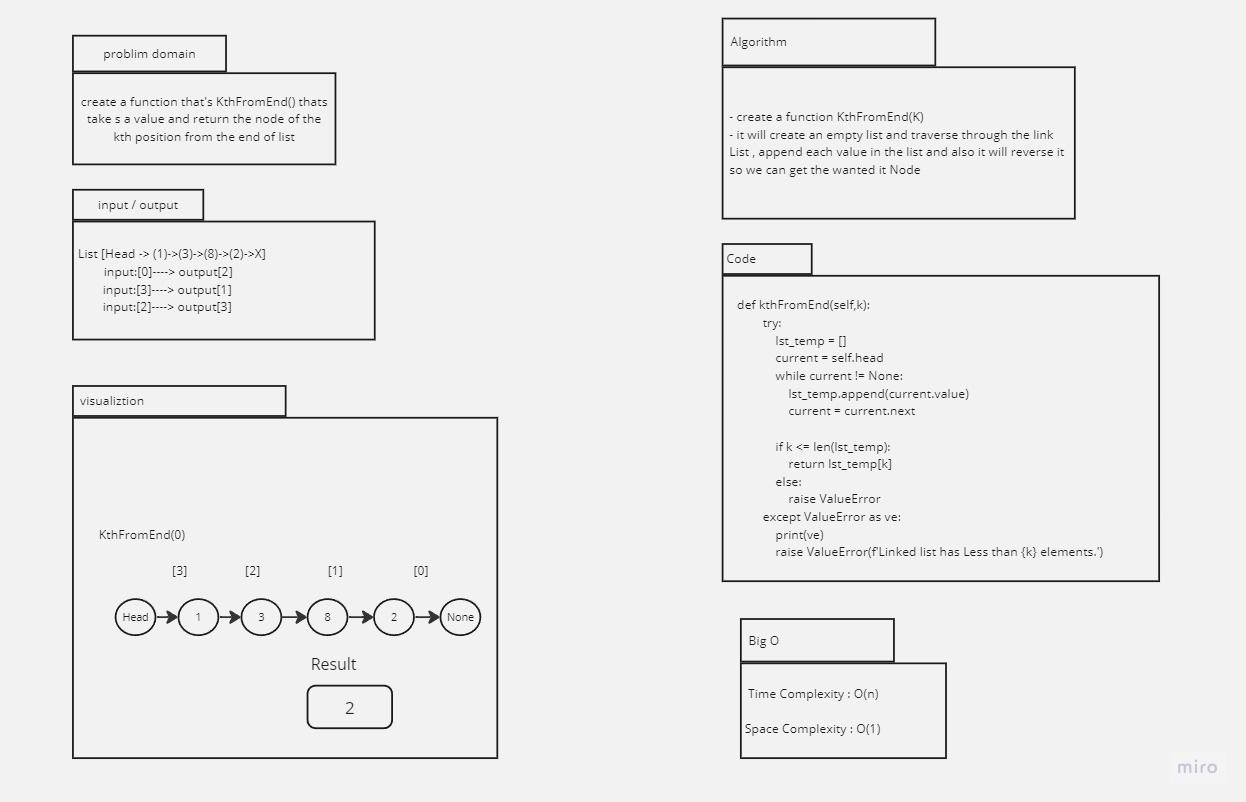 problim domain
create a function that's KthFromEnd() thats
take s a value and return the node of the
kth position from the end of list
input / output
List [Head -> (1)->(3)->(8)->(2)->X]
input:[0]----> output[2]
input:[3]----> output[1]
input:[2]----> output[3]
visualiztion
KthFromEnd(0)
[3] [2] [1] [0]
Head 1 3 8 2 None
Result
2
Algorithm
- create a function KthFromEnd(K)
- it will create an empty list and traverse through the link
List , append each value in the list and also it will reverse it
so we can get the wanted it Node
Code
def kthFromEnd(self,k):
try:
lst_temp = []
current = self.head
while current != None:
lst_temp.append(current.value)
current = current.next
if k <= len(lst_temp):
return lst_temp[k]
else:
raise ValueError
except ValueError as ve:
print(ve)
raise ValueError(f'Linked list has Less than {k} elements.')
Big O
Time Complexity : O(n)
Space Complexity : O(1)
miro